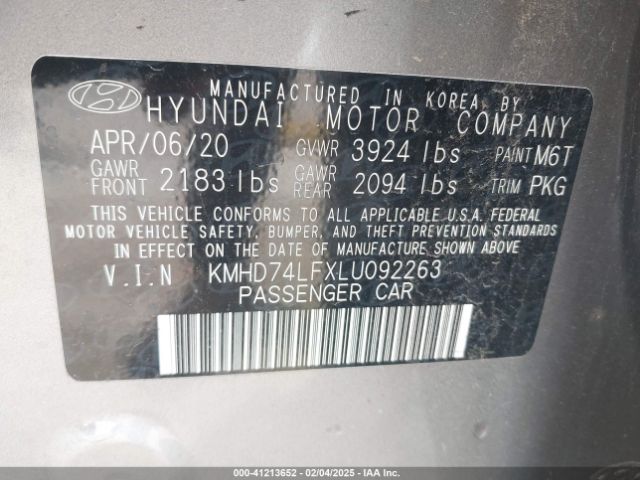 MANUFACTURED IN KOREA BY
HYUNDAI MOTOR COMPANY
APR/06/20 GVWR 3924 lbs PAINT M6T
GAWR FRONT 2183 lbs GAWR REAR 2094 lbs TRIM PKG
THIS VEHICLE CONFORMS TO ALL APPLICABLE U.S.A. FEDERAL
MOTOR VEHICLE SAFETY, BUMPER, AND THEFT PREVENTION STANDARDS
IN EFFECT ON THE DATE OF MANUFACTURE SHOWN ABOVE.
V.I.N KMHD74LFXLU092263
PASSENGER CAR
000-41213652 - 02/04/2025 - IAA, Inc.